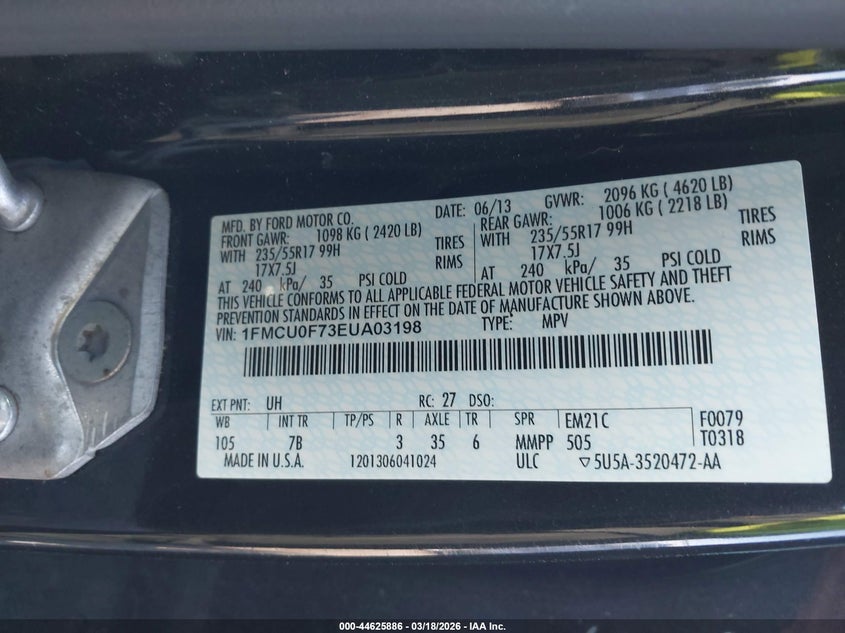 MFD. BY FORD MOTOR CO. DATE: 06/13 GVWR: 2096 KG ( 4620 LB)
FRONT GAWR: 1098 KG ( 2420 LB) REAR GAWR: 1006 KG ( 2218 LB)
WITH 235/55R17 99H TIRES WITH 235/55R17 99H TIRES
17X7.5J RIMS 17X7.5J RIMS
AT 240 kPa/ 35 PSI COLD AT 240 kPa/ 35 PSI COLD
THIS VEHICLE CONFORMS TO ALL APPLICABLE FEDERAL MOTOR VEHICLE SAFETY AND THEFT
PREVENTION STANDARDS IN EFFECT ON THE DATE OF MANUFACTURE SHOWN ABOVE.
VIN: 1FMCU0F73EUA03198 TYPE: MPV
EXT PNT: UH RC: 27 DSO:
WB INT TR TP/PS R AXLE TR SPR EM21C F0079
105 7B 3 35 6 MMPP 505 T0318
MADE IN U.S.A. 1201306041024 ULC ▽5U5A-3520472-AA
000-44625886 - 03/18/2026 - IAA Inc.